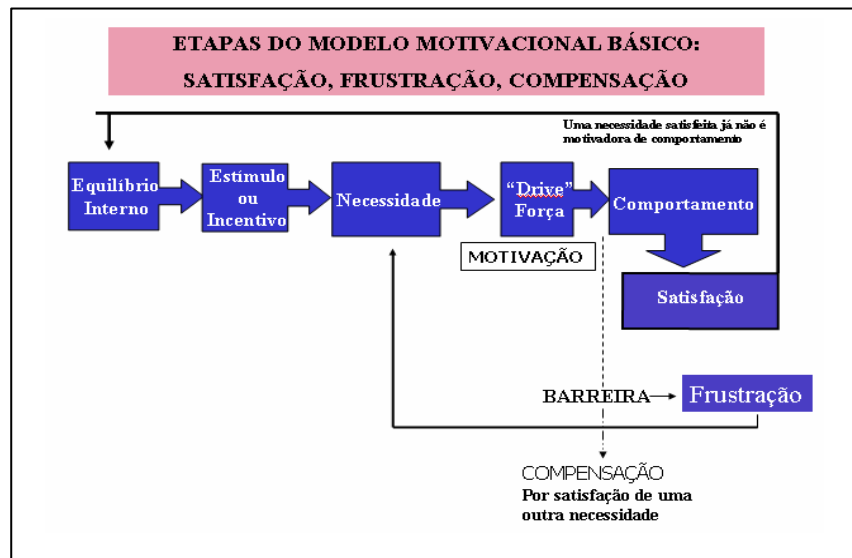 ETAPAS DO MODELO MOTIVACIONAL BÁSICO:
SATISFAÇÃO, FRUSTRAÇÃO, COMPENSAÇÃO
Uma necessidade satisfeita já não é
motivadora de comportamento
Equilíbrio
Interno
Estímulo
ou
Incentivo
Necessidade
“Drive”
Força
Comportamento
MOTIVAÇÃO
Satisfação
BARREIRA
Frustração
COMPENSAÇÃO
Por satisfação de uma
outra necessidade